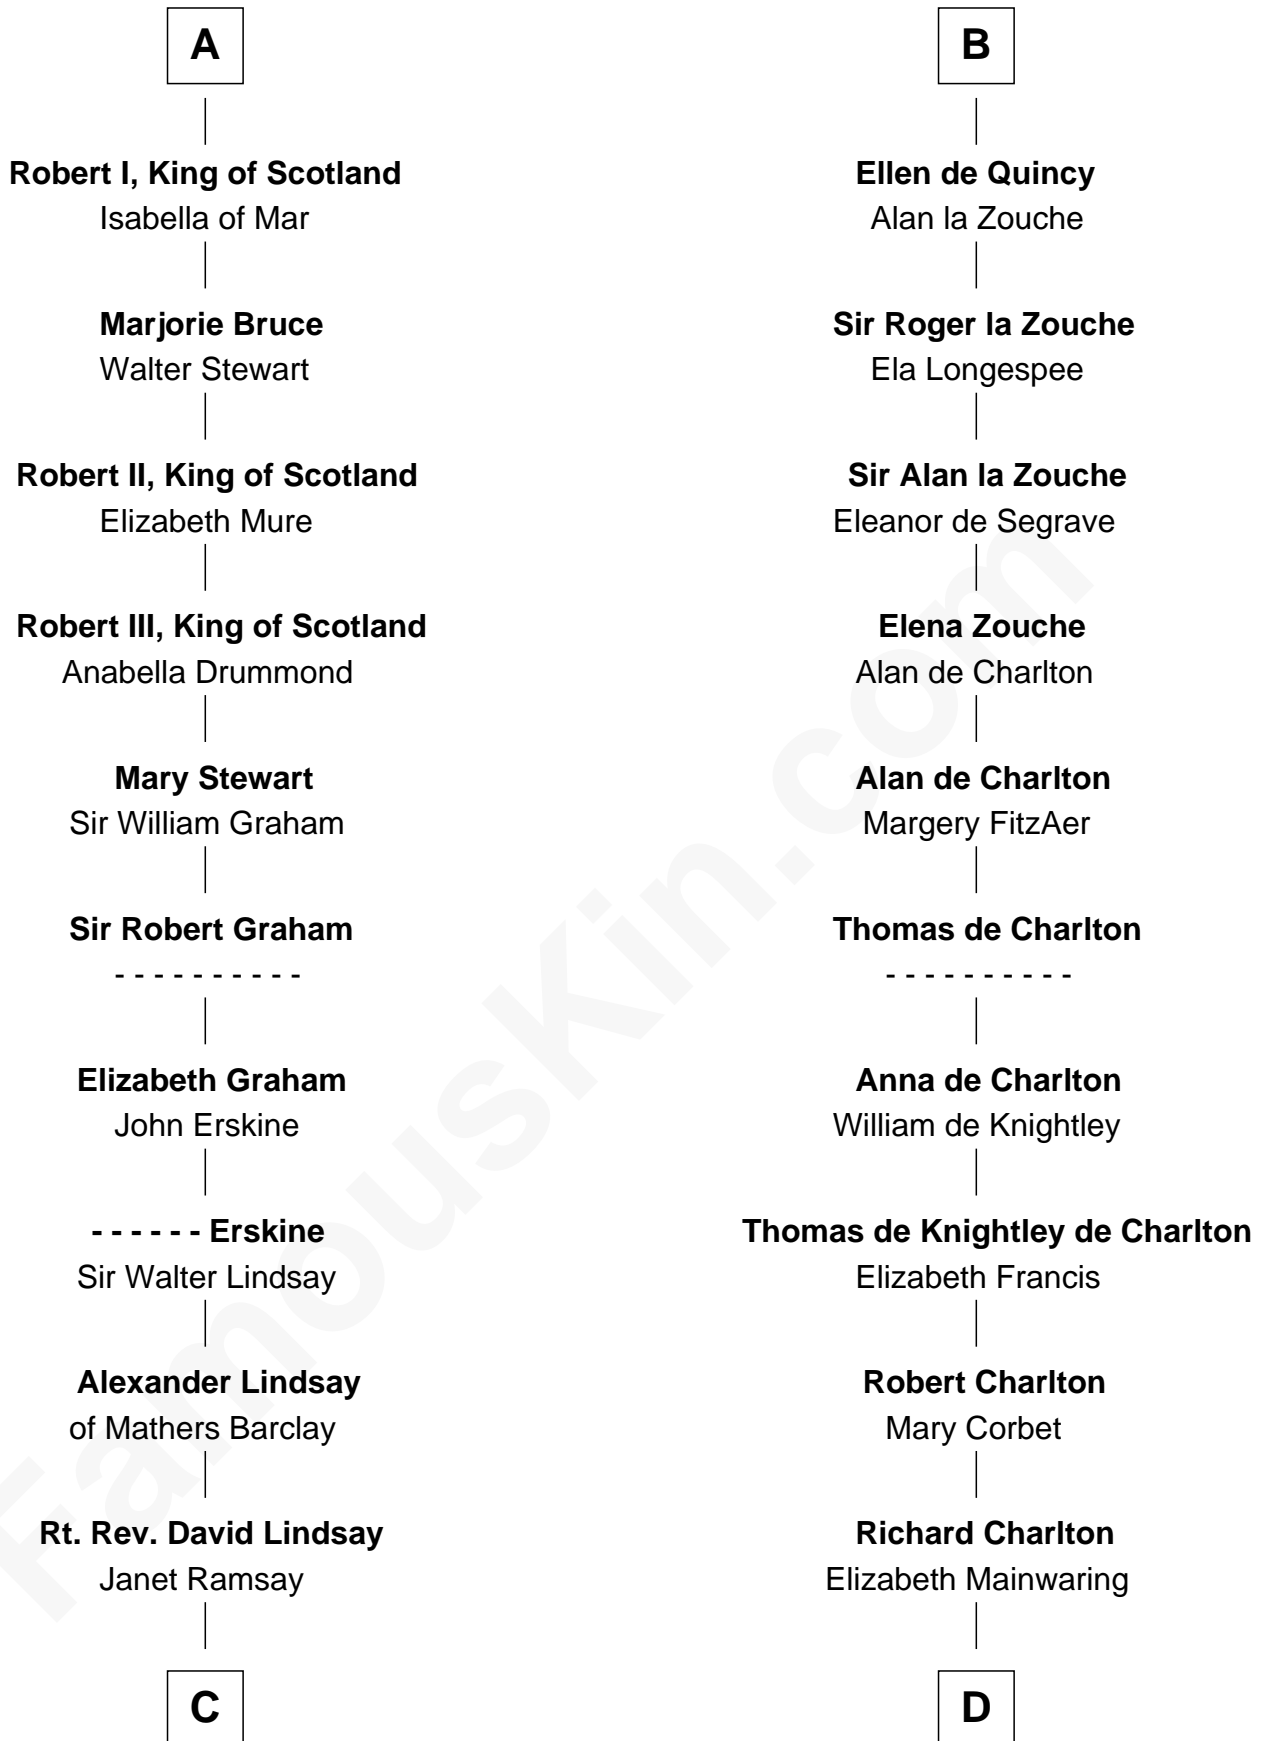 A
Robert I, King of Scotland
Isabella of Mar
Marjorie Bruce
Walter Stewart
Robert II, King of Scotland
Elizabeth Mure
Robert III, King of Scotland
Anabella Drummond
Mary Stewart
Sir William Graham
Sir Robert Graham
- - - - - - - - - -
Elizabeth Graham
John Erskine
- - - - - - Erskine
Sir Walter Lindsay
Alexander Lindsay
of Mathers Barclay
Rt. Rev. David Lindsay
Janet Ramsay
C
B
Ellen de Quincy
Alan la Zouche
Sir Roger la Zouche
Ela Longespee
Sir Alan la Zouche
Eleanor de Segrave
Elena Zouche
Alan de Charlton
Alan de Charlton
Margery FitzAer
Thomas de Charlton
- - - - - - - - - -
Anna de Charlton
William de Knightley
Thomas de Knightley de Charlton
Elizabeth Francis
Robert Charlton
Mary Corbet
Richard Charlton
Elizabeth Mainwaring
D
FamousKin.com